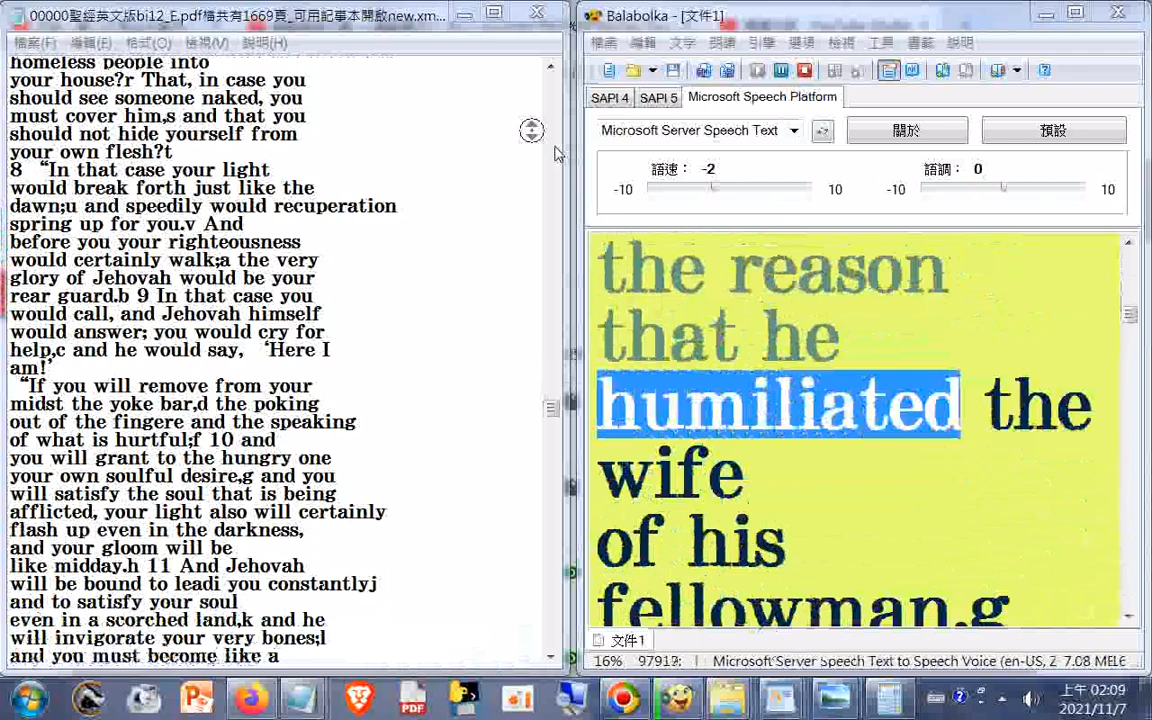 00000聖經英文版bi12_E.pdf檔共有1669頁_可用記事本開啟new.xm...
檔案(F) 編輯(E) 格式(O) 檢視(V) 說明(H)
homeless people into
your house?r That, in case you
should see someone naked, you
must cover him,s and that you
should not hide yourself from
your own flesh?t
8 “In that case your light
would break forth just like the
dawn;u and speedily would recuperation
spring up for you.v And
before you your righteousness
would certainly walk;a the very
glory of Jehovah would be your
rear guard.b 9 In that case you
would call, and Jehovah himself
would answer; you would cry for
help,c and he would say, ‘Here I
am!’
“If you will remove from your
midst the yoke bar,d the poking
out of the fingere and the speaking
of what is hurtful;f 10 and
you will grant to the hungry one
your own soulful desire,g and you
will satisfy the soul that is being
afflicted, your light also will certainly
flash up even in the darkness,
and your gloom will be
like midday.h 11 And Jehovah
will be bound to leadi you constantlyj
and to satisfy your soul
even in a scorched land,k and he
will invigorate your very bones;l
and you must become like a
Balabolka - [文件1]
檔案 編輯 文字 朗讀 引擎 選項 檢視 工具 書籤 說明
SAPI 4 SAPI 5 Microsoft Speech Platform
Microsoft Server Speech Text 關於 預設
語速： -2 語調： 0
-10 10 -10 10
the reason
that he
humiliated the
wife
of his
fellowman.g
文件1
16% Microsoft Server Speech Text to Speech Voice (en-US, Z 7.08 МБ
PDF
上午 02:09
2021/11/7